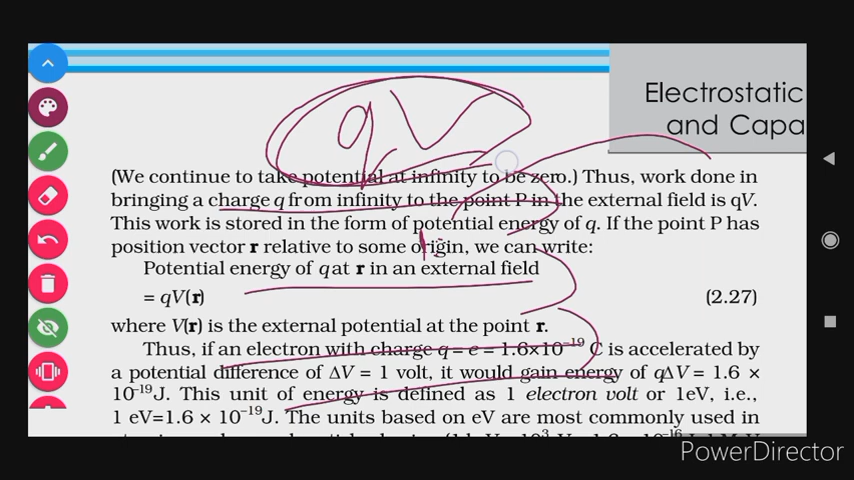 Electrostatic
and Capa
qV
(We continue to take potential at infinity to be zero.) Thus, work done in
bringing a charge q from infinity to the point P in the external field is qV.
This work is stored in the form of potential energy of q. If the point P has
position vector r relative to some origin, we can write:
Potential energy of q at r in an external field
= qV(r) (2.27)
where V(r) is the external potential at the point r.
Thus, if an electron with charge q = e = 1.6×10⁻¹⁹ C is accelerated by
a potential difference of ΔV = 1 volt, it would gain energy of qΔV = 1.6 ×
10⁻¹⁹J. This unit of energy is defined as 1 electron volt or 1eV, i.e.,
1 eV=1.6 × 10⁻¹⁹J. The units based on eV are most commonly used in
PowerDirector